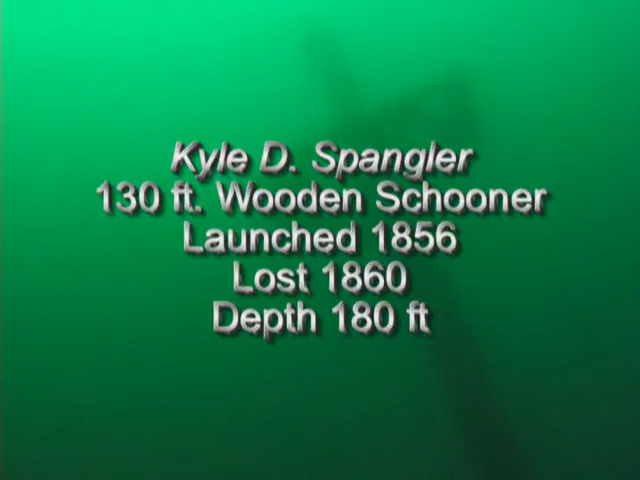 Kyle D. Spangler
130 ft. Wooden Schooner
Launched 1856
Lost 1860
Depth 180 ft